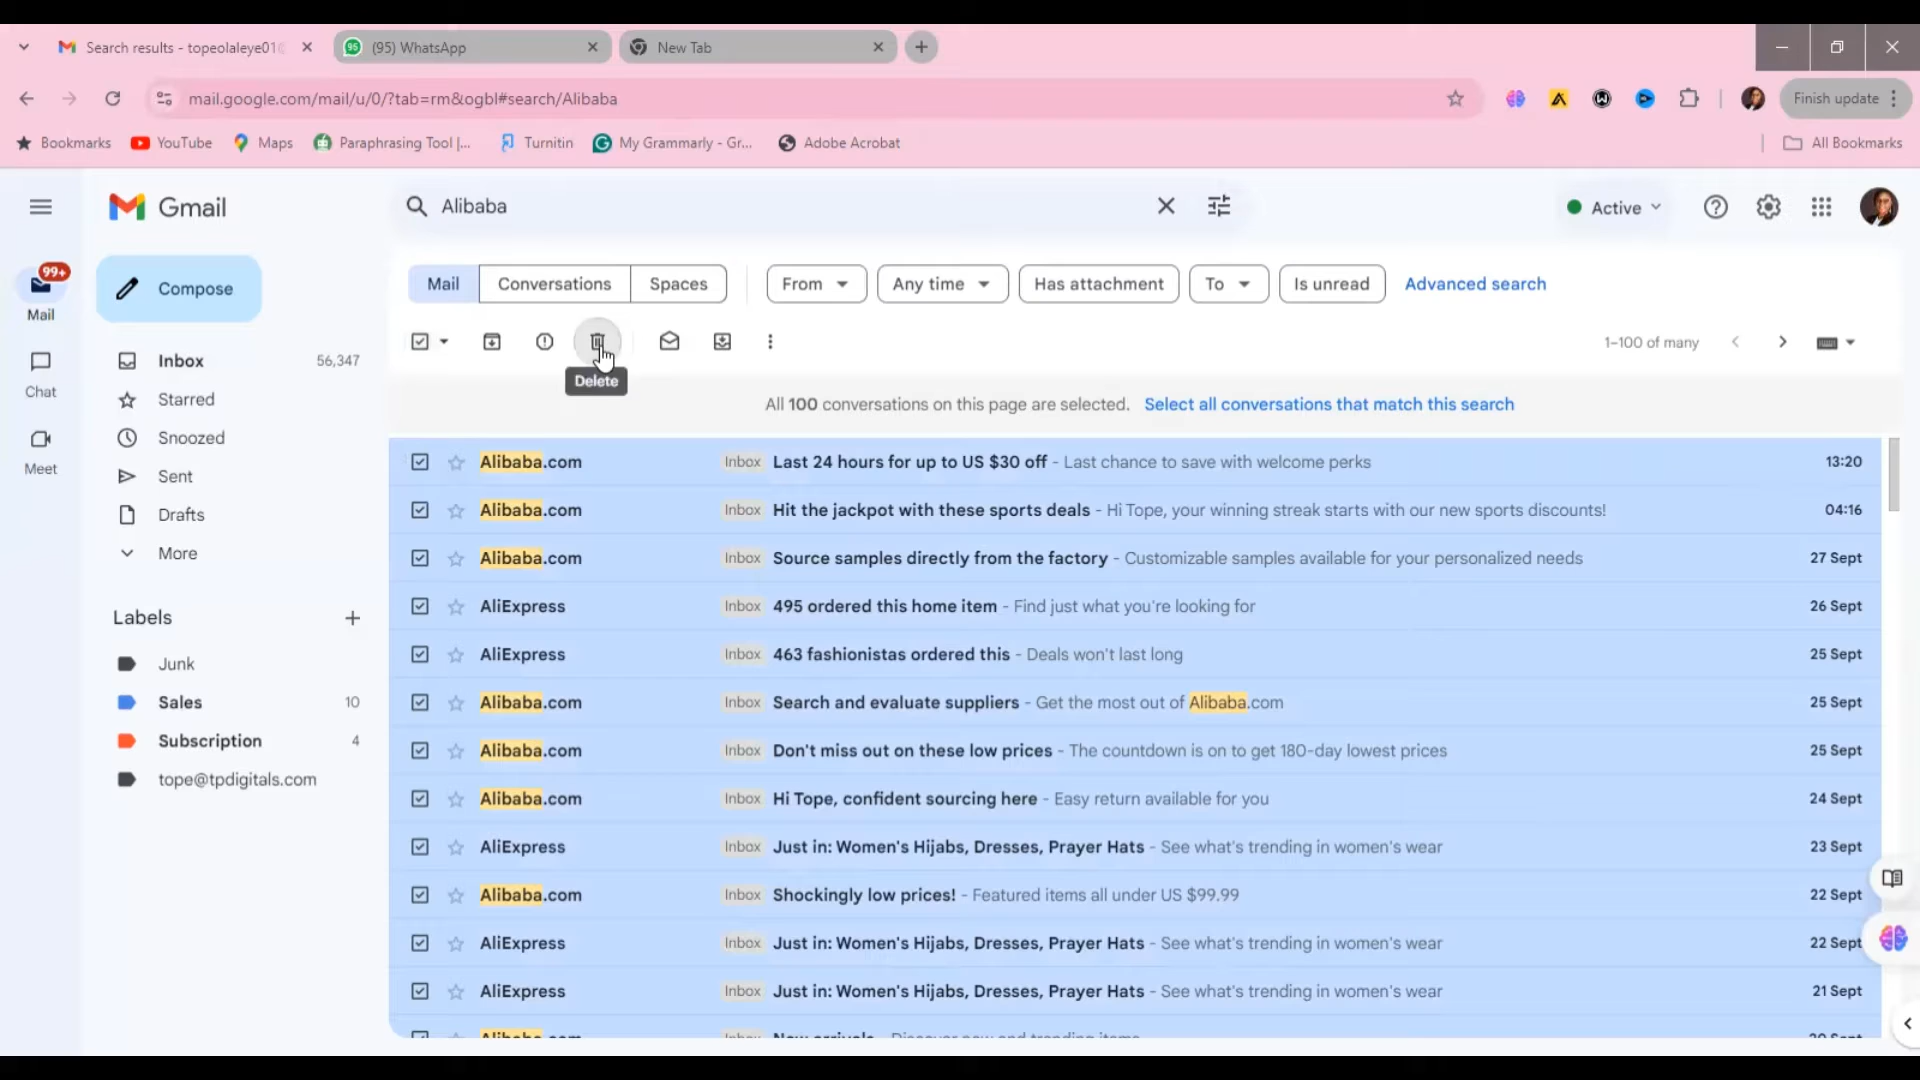 Search results - topeolaleye01
95 (95) WhatsApp
New Tab
mail.google.com/mail/u/0/?tab=rm&ogbl#search/Alibaba
Finish update
Bookmarks
YouTube
Maps
Paraphrasing Tool |...
Turnitin
My Grammarly - Gr...
Adobe Acrobat
All Bookmarks
Gmail
Alibaba
Active
99+
Mail
Chat
Meet
Compose
Inbox 56,347
Starred
Snoozed
Sent
Drafts
More
Labels
Junk
Sales 10
Subscription 4
tope@tpdigitals.com
Mail Conversations Spaces From Any time Has attachment To Is unread Advanced search
1–100 of many
Delete
All 100 conversations on this page are selected. Select all conversations that match this search
Alibaba.com Inbox Last 24 hours for up to US $30 off - Last chance to save with welcome perks 13:20
Alibaba.com Inbox Hit the jackpot with these sports deals - Hi Tope, your winning streak starts with our new sports discounts! 04:16
Alibaba.com Inbox Source samples directly from the factory - Customizable samples available for your personalized needs 27 Sept
AliExpress Inbox 495 ordered this home item - Find just what you're looking for 26 Sept
AliExpress Inbox 463 fashionistas ordered this - Deals won't last long 25 Sept
Alibaba.com Inbox Search and evaluate suppliers - Get the most out of Alibaba.com 25 Sept
Alibaba.com Inbox Don't miss out on these low prices - The countdown is on to get 180-day lowest prices 25 Sept
Alibaba.com Inbox Hi Tope, confident sourcing here - Easy return available for you 24 Sept
AliExpress Inbox Just in: Women's Hijabs, Dresses, Prayer Hats - See what's trending in women's wear 23 Sept
Alibaba.com Inbox Shockingly low prices! - Featured items all under US $99.99 22 Sept
AliExpress Inbox Just in: Women's Hijabs, Dresses, Prayer Hats - See what's trending in women's wear 22 Sept
AliExpress Inbox Just in: Women's Hijabs, Dresses, Prayer Hats - See what's trending in women's wear 21 Sept